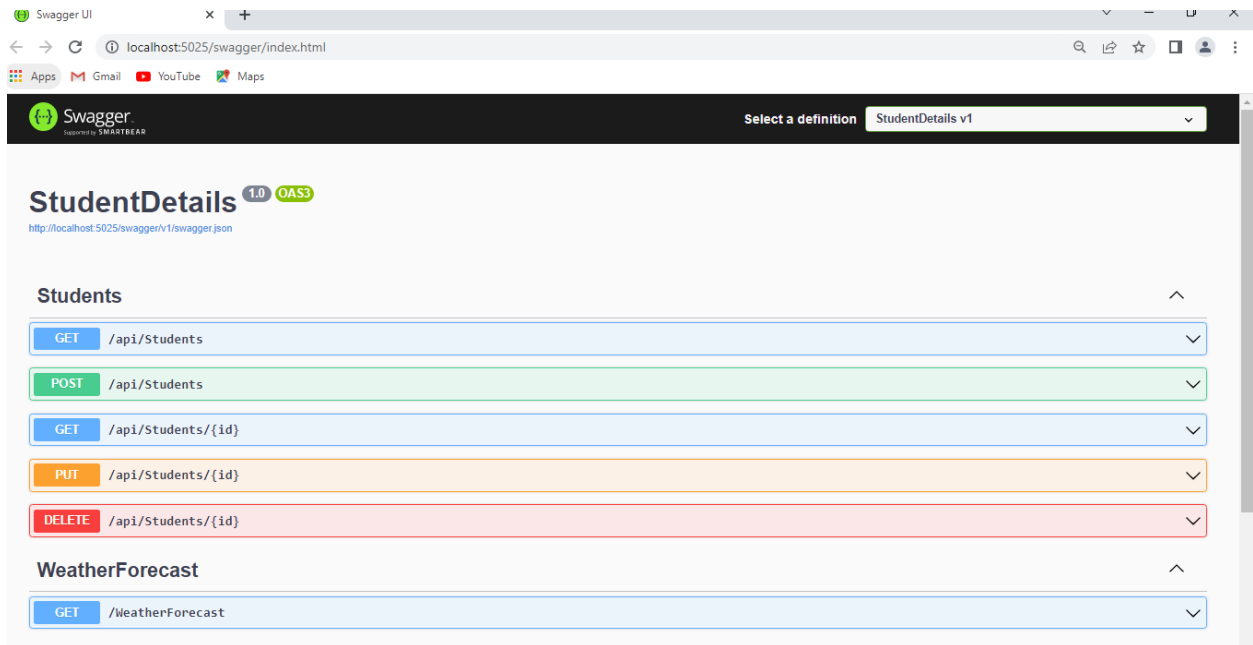 Swagger UI
localhost:5025/swagger/index.html
Apps Gmail YouTube Maps
Swagger. Select a definition StudentDetails v1
Supported by SMARTBEAR
StudentDetails 1.0 OAS3
http://localhost:5025/swagger/v1/swagger.json
Students
GET /api/Students
POST /api/Students
GET /api/Students/{id}
PUT /api/Students/{id}
DELETE /api/Students/{id}
WeatherForecast
GET /WeatherForecast